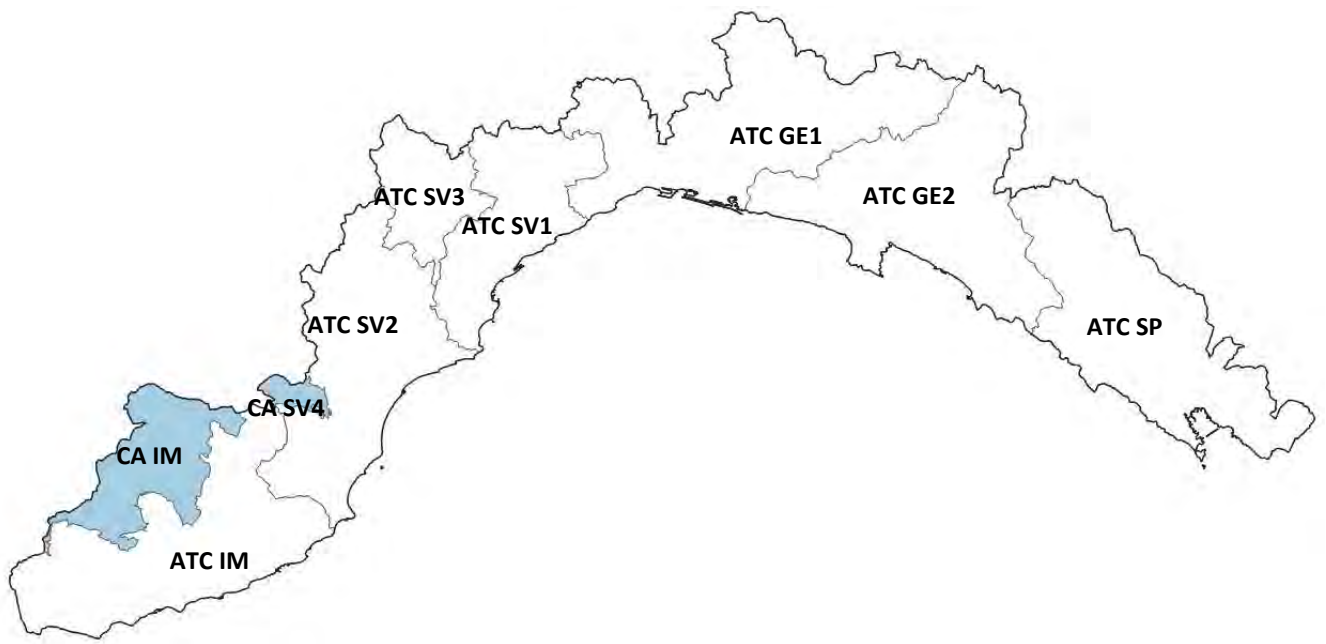 ATC GE1
ATC SV3
ATC GE2
ATC SV1
ATC SV2
ATC SP
CA SV4
CA IM
ATC IM